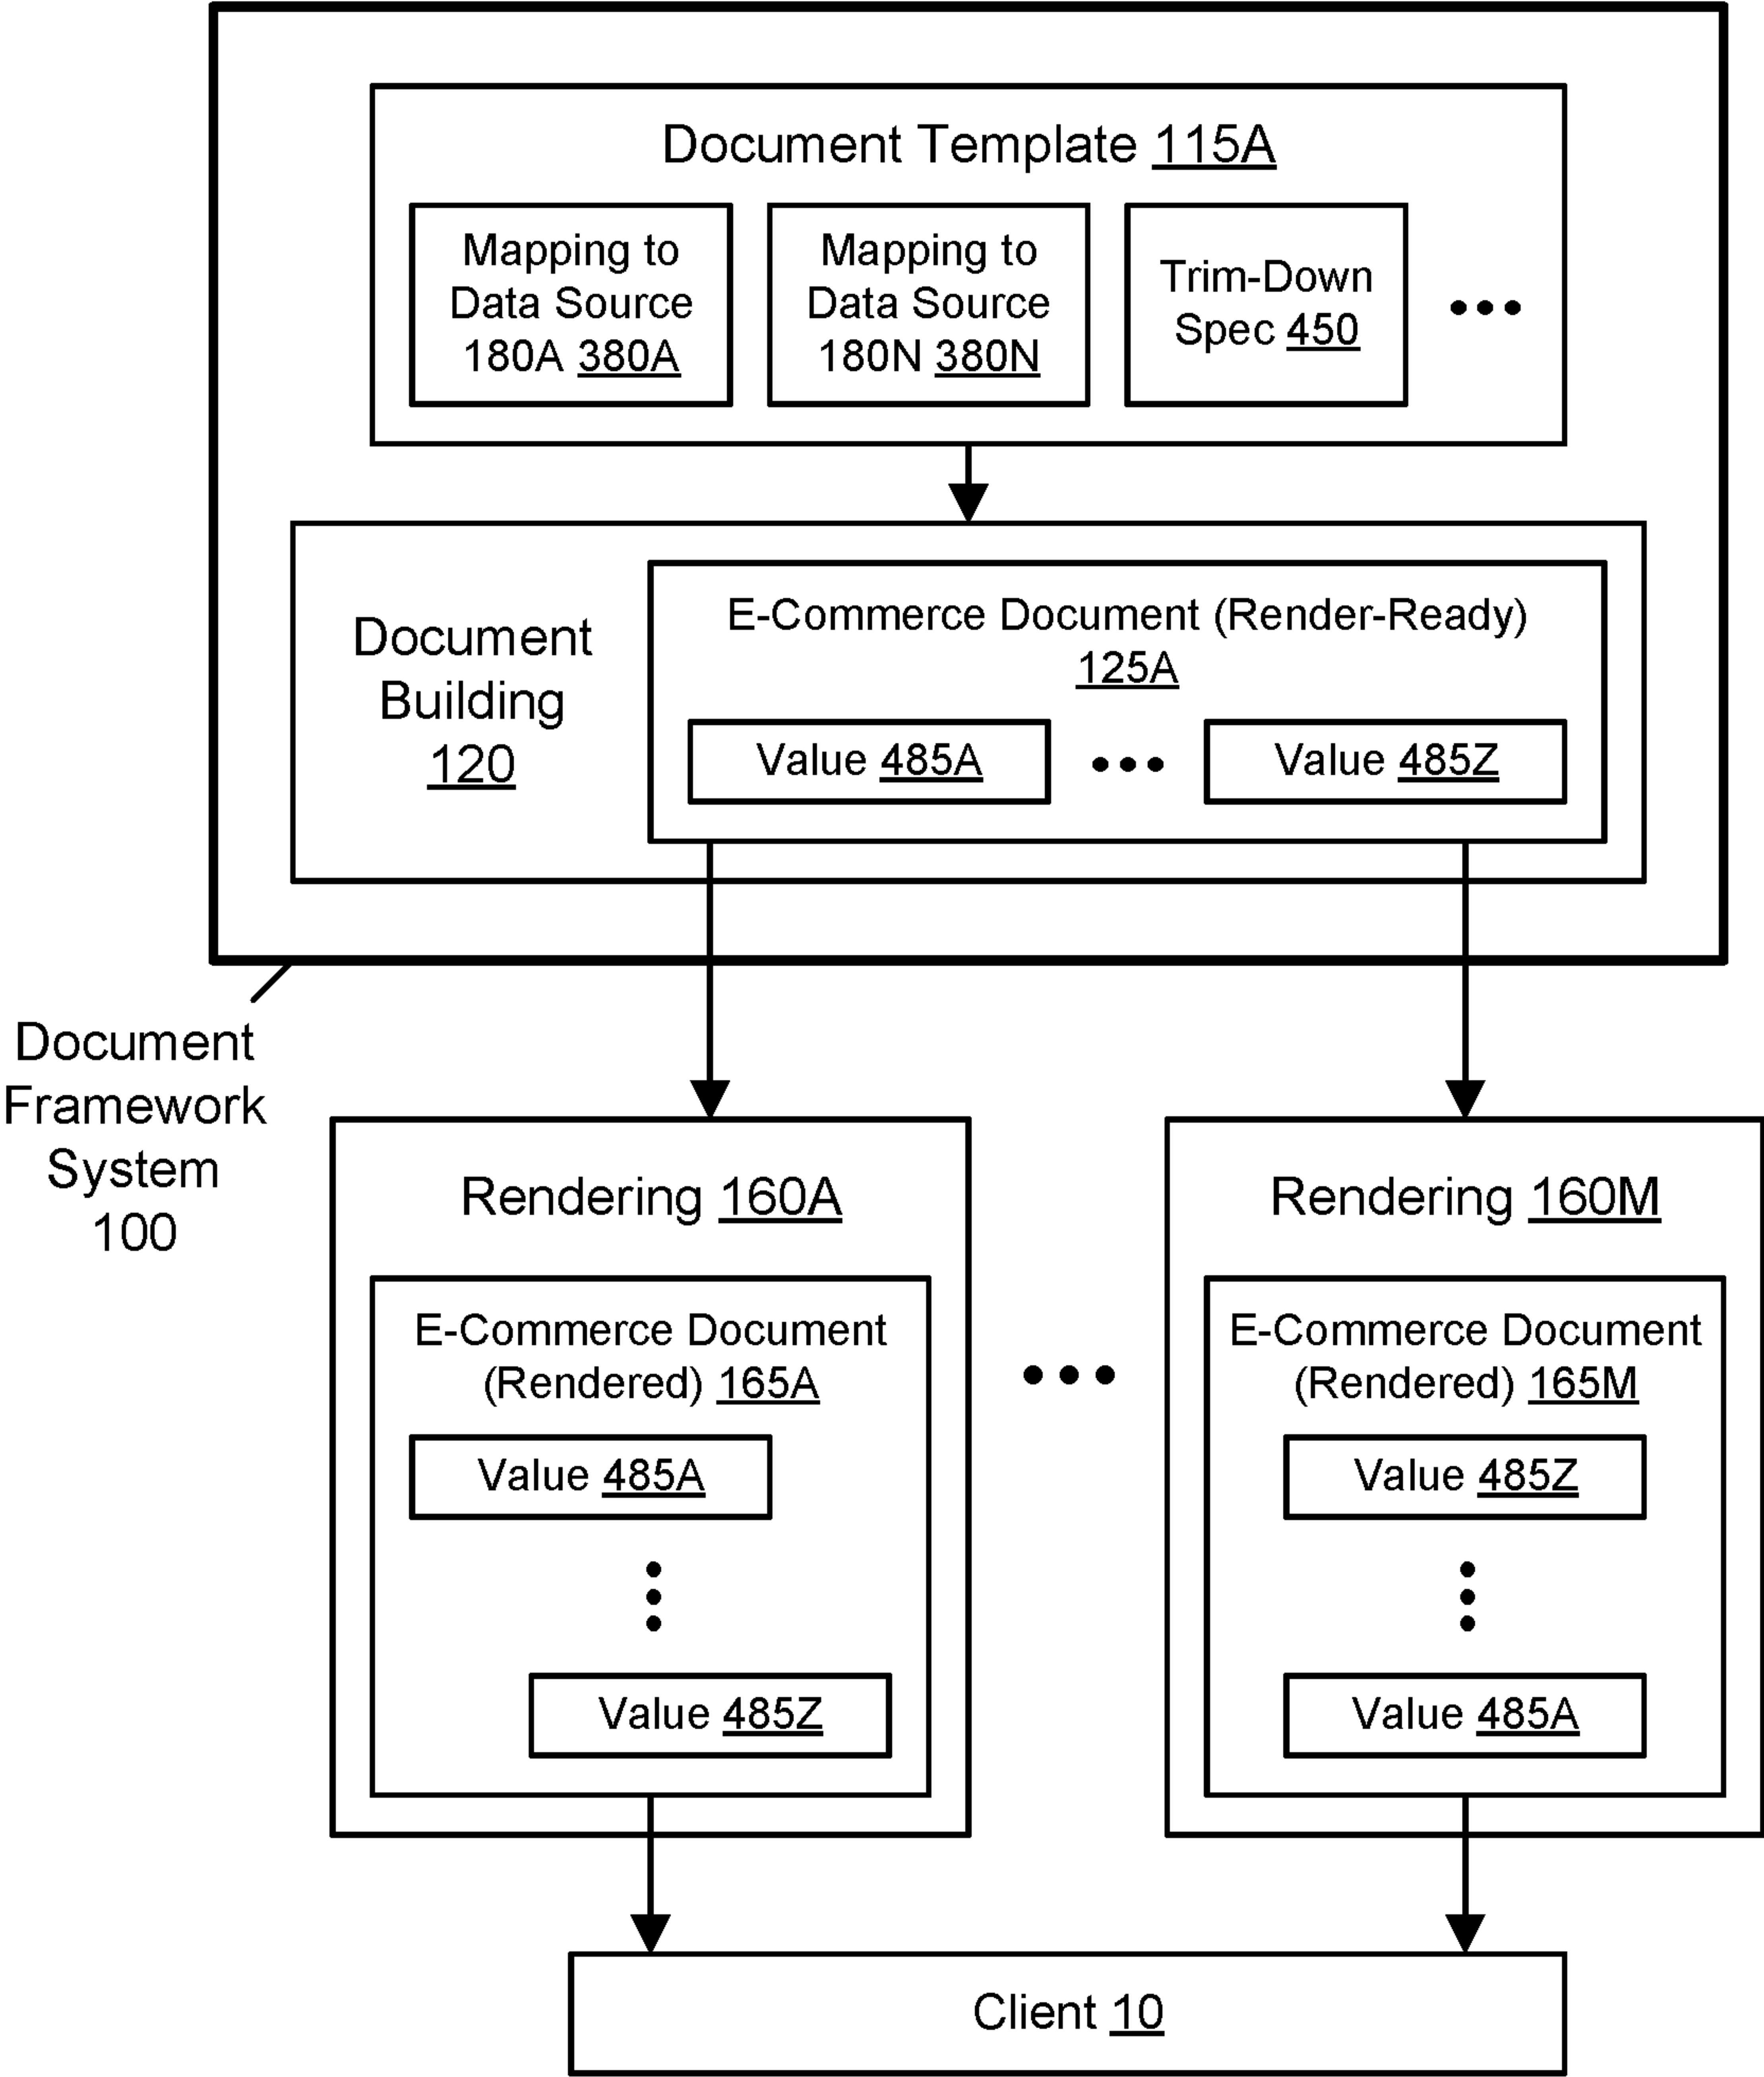 Document Template 115A
Mapping to
Data Source
180A 380A
Mapping to
Data Source
180N 380N
Trim-Down
Spec 450
Document
Building
120
E-Commerce Document (Render-Ready)
125A
Value 485A
Value 485Z
Document
Framework
System
100
Rendering 160A
E-Commerce Document
(Rendered) 165A
Value 485A
Value 485Z
Rendering 160M
E-Commerce Document
(Rendered) 165M
Value 485Z
Value 485A
Client 10